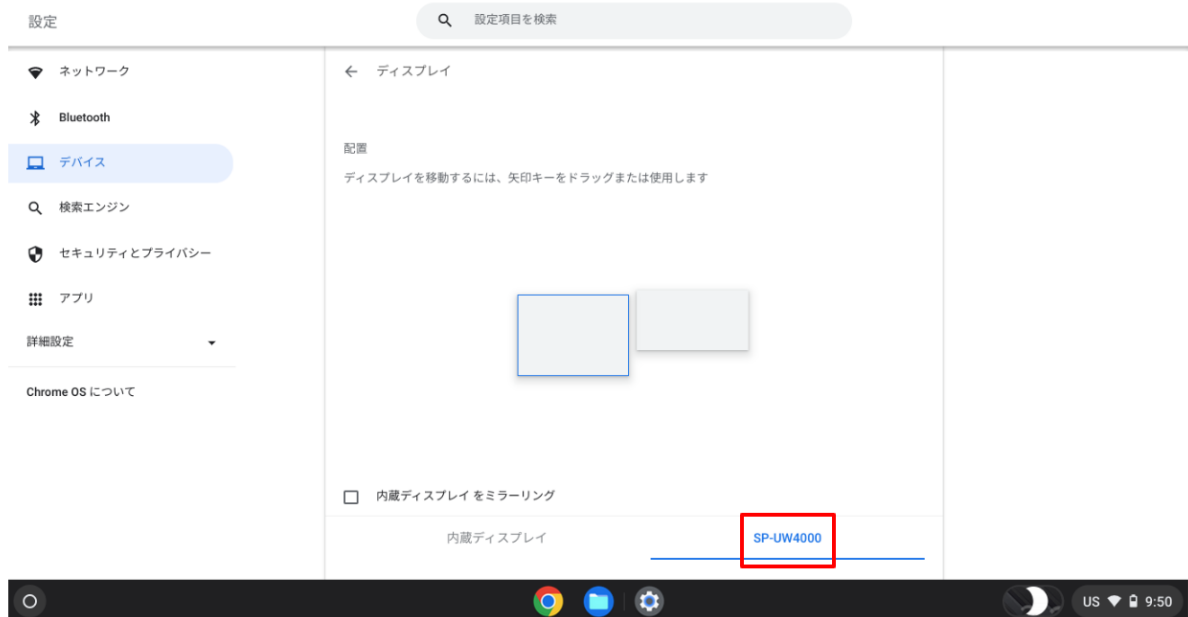 設定
設定項目を検索
ネットワーク
Bluetooth
デバイス
検索エンジン
セキュリティとプライバシー
アプリ
詳細設定
Chrome OS について
ディスプレイ
配置
ディスプレイを移動するには、矢印キーをドラッグまたは使用します
内蔵ディスプレイ をミラーリング
内蔵ディスプレイ
SP-UW4000
US 9:50